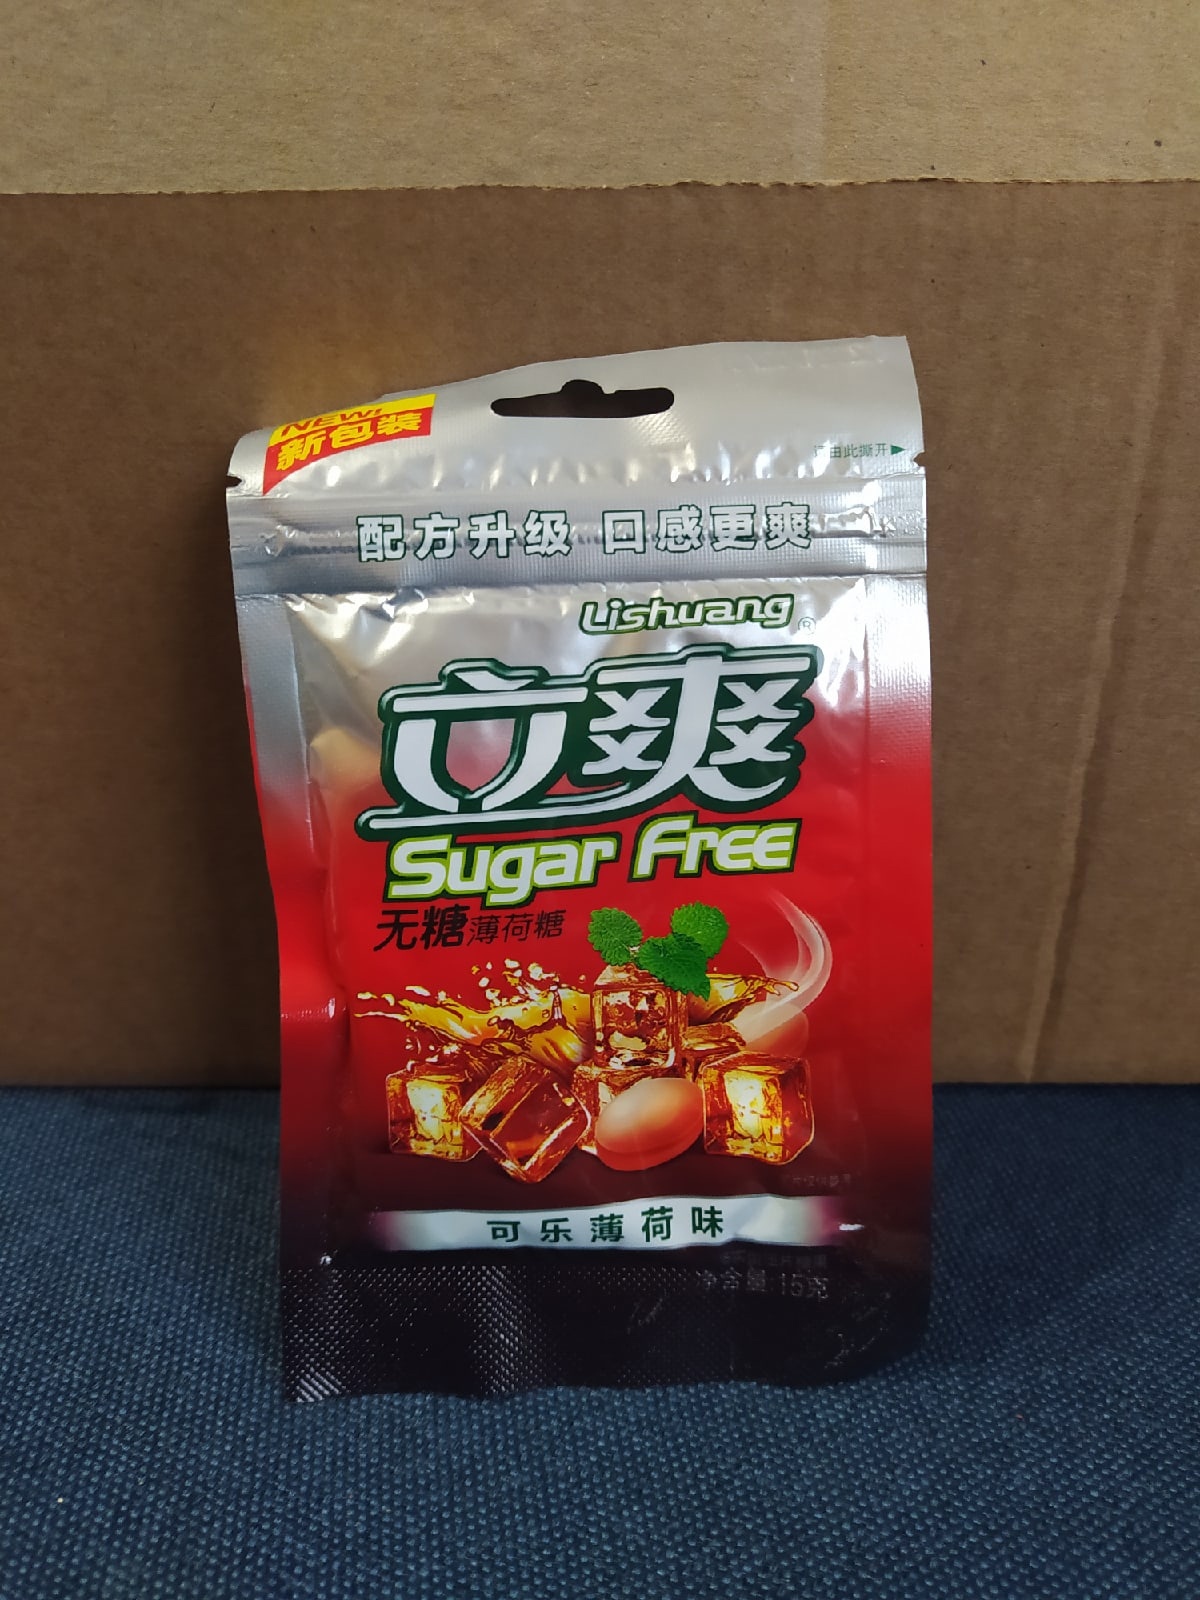 NEW!
新包装
请由此撕开
配方升级 口感更爽
Lishuang®
立爽
Sugar Free
无糖薄荷糖
可乐薄荷味
净含量 15克